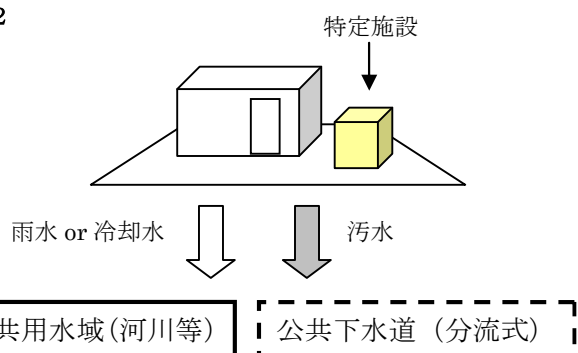 2
特定施設
雨水 or 冷却水
汚水
共用水域(河川等)
公共下水道（分流式）